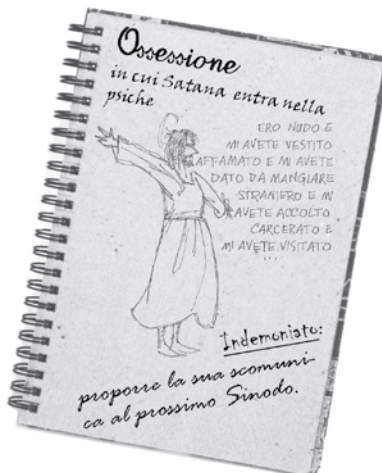 Ossessione
in cui Satana entra nella
psiche
ERO NUDO E
MI AVETE VESTITO
AFFAMATO E MI AVETE
DATO DA MANGIARE
STRANIERO E MI
AVETE ACCOLTO
CARCERATO E
MI AVETE VISITATO
...
Indemoniato:
proporre la sua scomuni-
ca al prossimo Sinodo.